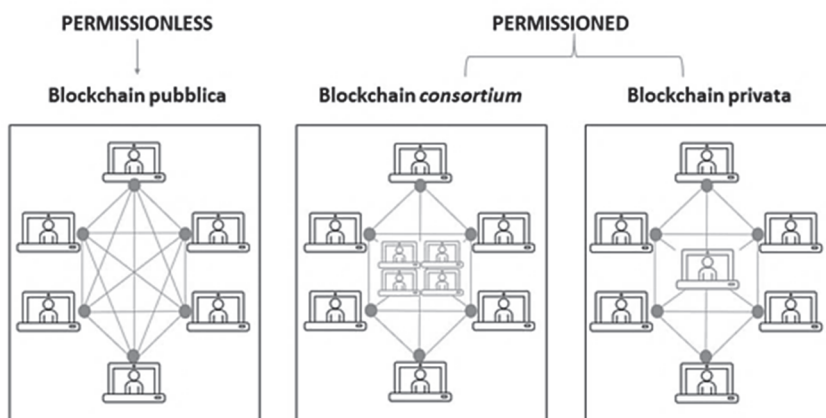 PERMISSIONLESS
PERMISSIONED
Blockchain pubblica
Blockchain consortium
Blockchain privata